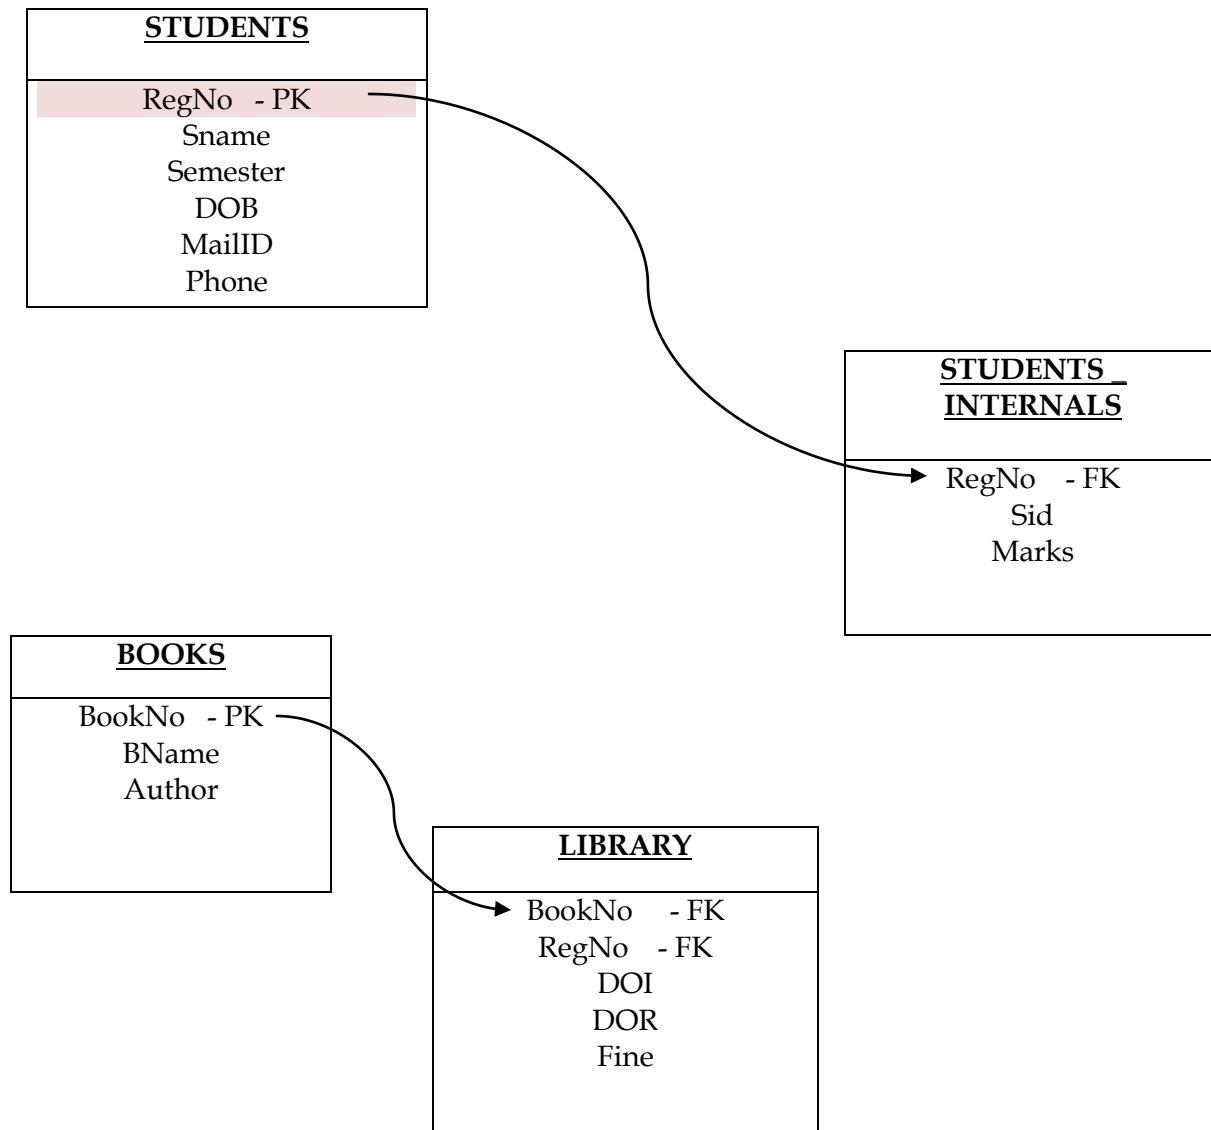 STUDENTS
RegNo - PK
Sname
Semester
DOB
MailID
Phone
STUDENTS _
INTERNALS
RegNo - FK
Sid
Marks
BOOKS
BookNo - PK
BName
Author
LIBRARY
BookNo - FK
RegNo - FK
DOI
DOR
Fine